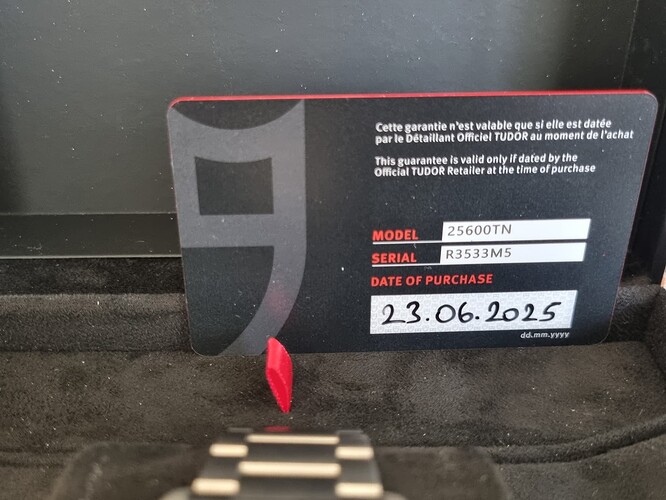 Cette garantie n'est valable que si elle est datée
par le Détaillant Officiel TUDOR au moment de l'achat
This guarantee is valid only if dated by the
Official TUDOR Retailer at the time of purchase
MODEL 25600TN
SERIAL R3533M5
DATE OF PURCHASE
23.06.2025
dd.mm.yyyy